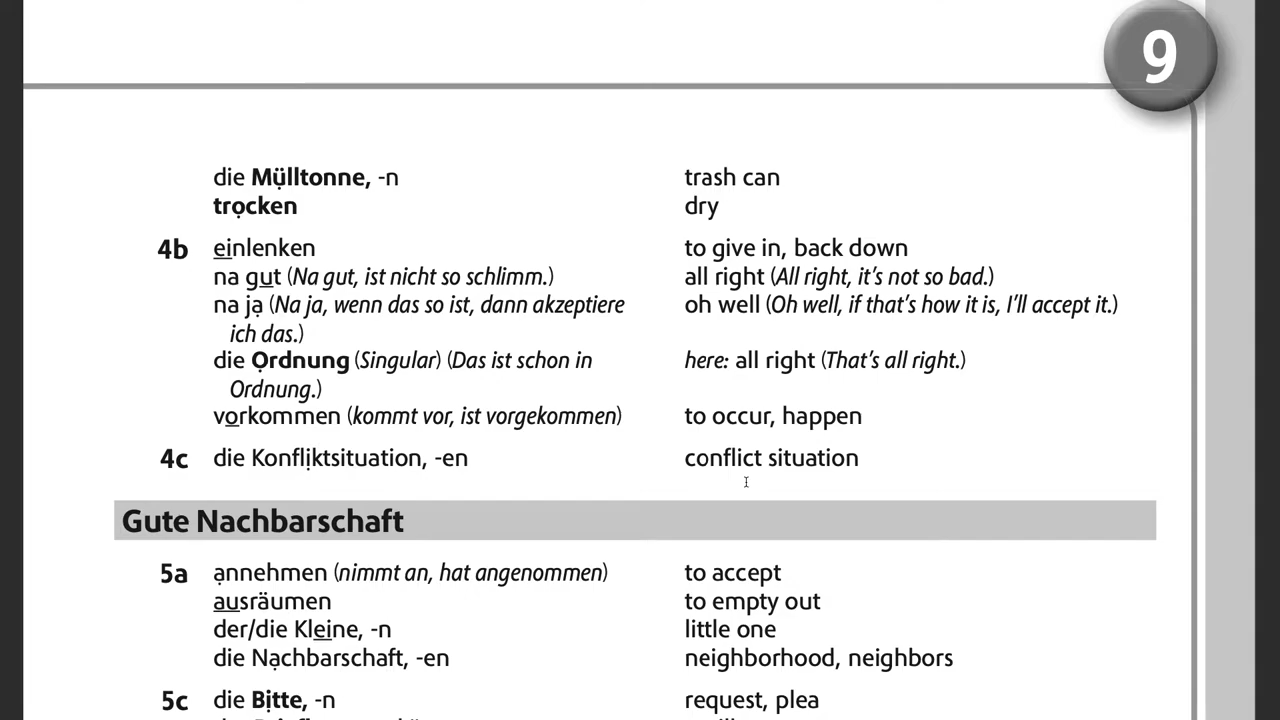 9
die Mülltonne, -n trash can
trocken dry
4b einlenken to give in, back down
na gut (Na gut, ist nicht so schlimm.) all right (All right, it's not so bad.)
na ja (Na ja, wenn das so ist, dann akzeptiere oh well (Oh well, if that's how it is, I'll accept it.)
ich das.)
die Ordnung (Singular) (Das ist schon in here: all right (That's all right.)
Ordnung.)
vorkommen (kommt vor, ist vorgekommen) to occur, happen
4c die Konfliktsituation, -en conflict situation
Gute Nachbarschaft
5a annehmen (nimmt an, hat angenommen) to accept
ausräumen to empty out
der/die Kleine, -n little one
die Nachbarschaft, -en neighborhood, neighbors
5c die Bitte, -n request, plea